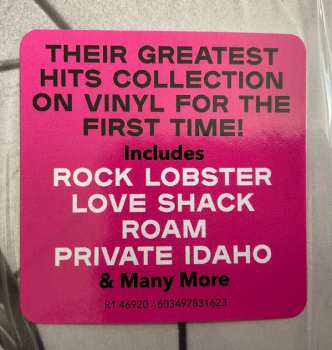 THEIR GREATEST
HITS COLLECTION
ON VINYL FOR THE
FIRST TIME!
Includes
ROCK LOBSTER
LOVE SHACK
ROAM
PRIVATE IDAHO
& Many More
R1 46920 / 603497831623